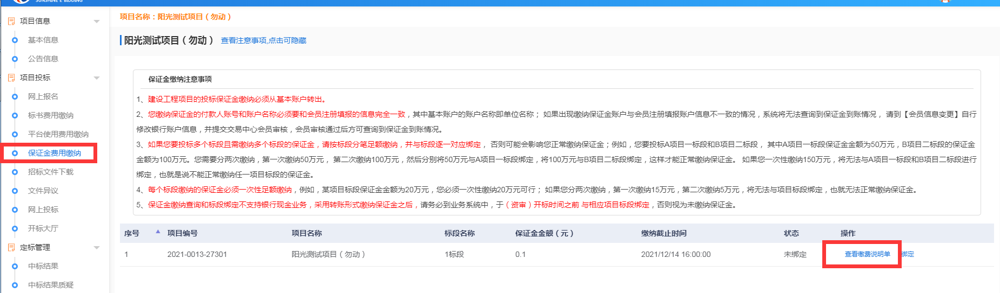 SUNSHINE E BIDDING
项目信息
基本信息
公告信息
项目投标
网上报名
标书费用缴纳
平台使用费用缴纳
保证金费用缴纳
招标文件下载
文件异议
网上投标
开标大厅
定标管理
中标结果
中标结果质疑
项目名称：阳光测试项目（勿动）
阳光测试项目（勿动） 查看注意事项,点击可隐藏
保证金缴纳注意事项
1、建设工程项目的投标保证金缴纳必须从基本账户转出。
2、您缴纳保证金的付款人账号和账户名称必须要和会员注册填报的信息完全一致，其中基本账户的账户名称即单位名称； 如果出现缴纳保证金账户与会员注册填报账户信息不一致的情况，系统将无法查询到保证金到账情况， 请到【会员信息变更】自行
修改银行账户信息，并提交交易中心会员审核，会员审核通过后方可查询到保证金到账情况。
3、如果您要投标多个标段且需缴纳多个标段的保证金，请按标段分笔足额缴纳，并与标段逐一对应绑定， 否则可能会影响您正常缴纳保证金；例如，您要投标A项目一标段和B项目二标段， 其中A项目一标段保证金金额为50万元，B项目二标段的保证金
金额为100万元。您需要分两次缴纳，第一次缴纳50万元， 第二次缴纳100万元，然后分别将50万元与A项目一标段绑定，将100万元与B项目二标段绑定，这样才能正常缴纳保证金。 如果您一次性缴纳150万元，将无法与A项目一标段和B项目二标段进行
绑定，也就是说不能正常缴纳任一项目标段的保证金。
4、每个标段缴纳的保证金必须一次性足额缴纳，例如，某项目标段保证金金额为20万元，您必须一次性缴纳20万元可行； 如果您分两次缴纳，第一次缴纳15万元，第二次缴纳5万元，将无法与项目标段绑定，也就无法正常缴纳保证金。
5、保证金缴纳查询和标段绑定不支持银行现金业务，采用转账形式缴纳保证金之后，请务必到业务系统中，于（资审）开标时间之前 与相应项目标段绑定，否则视为未缴纳保证金。
序号 项目编号 项目名称 标段名称 保证金金额（元） 缴纳截止时间 状态 操作
1 2021-0013-27301 阳光测试项目（勿动） 1标段 0.1 2021/12/14 16:00:00 未绑定 查看缴费说明单 绑定